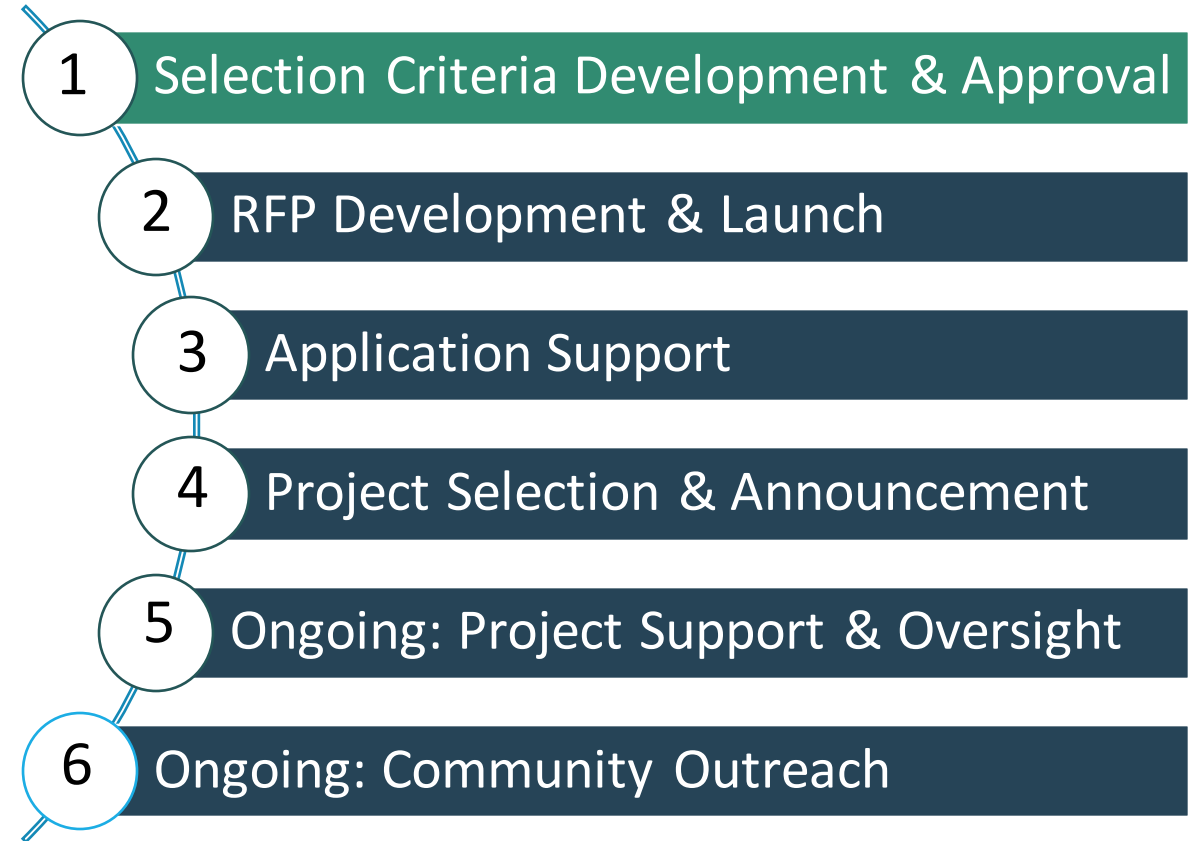 1 Selection Criteria Development & Approval
2 RFP Development & Launch
3 Application Support
4 Project Selection & Announcement
5 Ongoing: Project Support & Oversight
6 Ongoing: Community Outreach